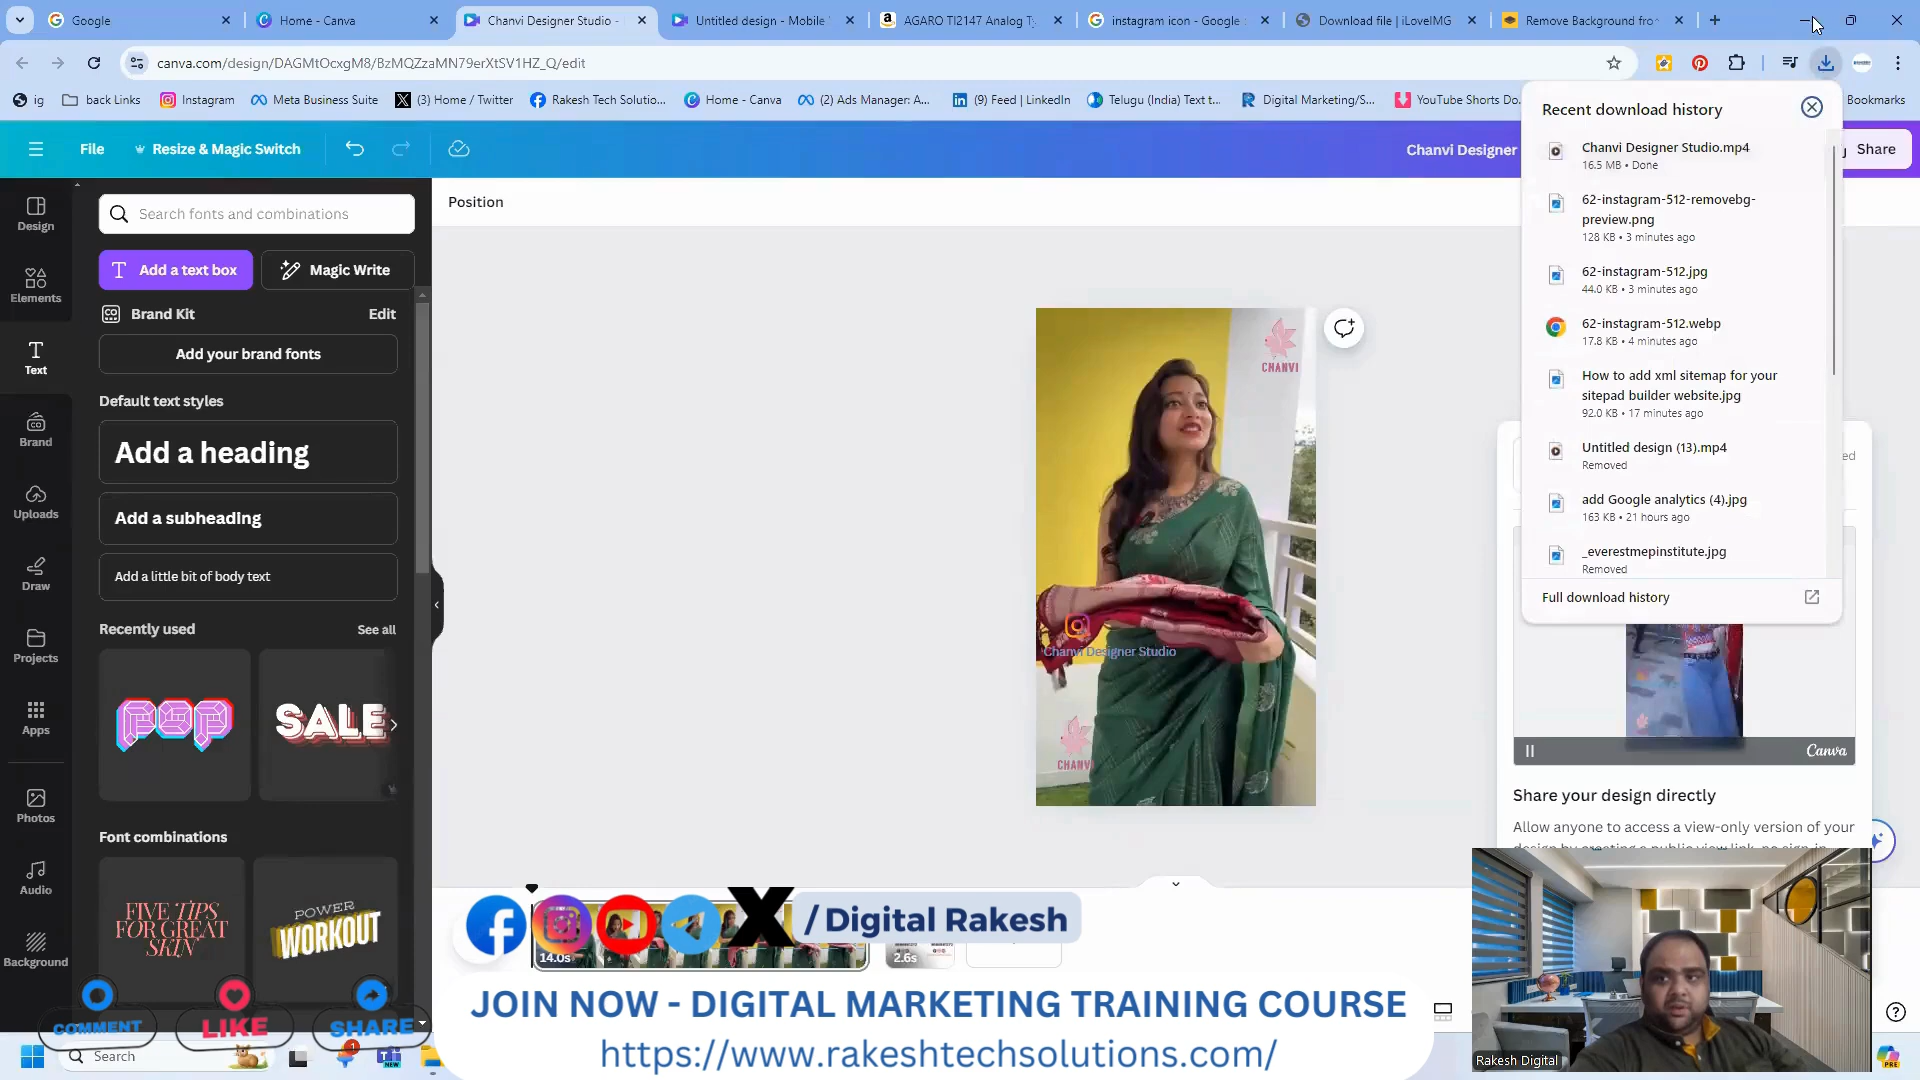 Google
Home - Canva
Chanvi Designer Studio -
Untitled design - Mobile
AGARO TI2147 Analog Ty
instagram icon - Google
Download file | iLoveIMG
Remove Background fro
canva.com/design/DAGMtOcxgM8/BzMQZzaMN79erXtSV1HZ_Q/edit
ig
back Links
Instagram
Meta Business Suite
(3) Home / Twitter
Rakesh Tech Solutio...
Home - Canva
(2) Ads Manager: A...
(9) Feed | LinkedIn
Telugu (India) Text t...
Digital Marketing/S...
YouTube Shorts Do...
Bookmarks
File
Resize & Magic Switch
Chanvi Designer
Share
Position
Design
Elements
Text
Brand
Uploads
Draw
Projects
Apps
Photos
Audio
Background
Search fonts and combinations
Add a text box
Magic Write
Brand Kit
Edit
Add your brand fonts
Default text styles
Add a heading
Add a subheading
Add a little bit of body text
Recently used
See all
POP
SALE
Font combinations
FIVE TIPS
FOR GREAT
SKIN
POWER
WORKOUT
CHANVI
Chanvi Designer Studio
CHANVI
Recent download history
Chanvi Designer Studio.mp4
16.5 MB • Done
62-instagram-512-removebg-
preview.png
128 KB • 3 minutes ago
62-instagram-512.jpg
44.0 KB • 3 minutes ago
62-instagram-512.webp
17.8 KB • 4 minutes ago
How to add xml sitemap for your
sitepad builder website.jpg
92.0 KB • 17 minutes ago
Untitled design (13).mp4
Removed
add Google analytics (4).jpg
163 KB • 21 hours ago
_everestmepinstitute.jpg
Removed
Full download history
Canva
Share your design directly
Allow anyone to access a view-only version of your
14.0s
2.6s
X
/ Digital Rakesh
JOIN NOW - DIGITAL MARKETING TRAINING COURSE
https://www.rakeshtechsolutions.com/
COMMENT
LIKE
SHARE
Search
1
NEW
Rakesh Digital
PRE